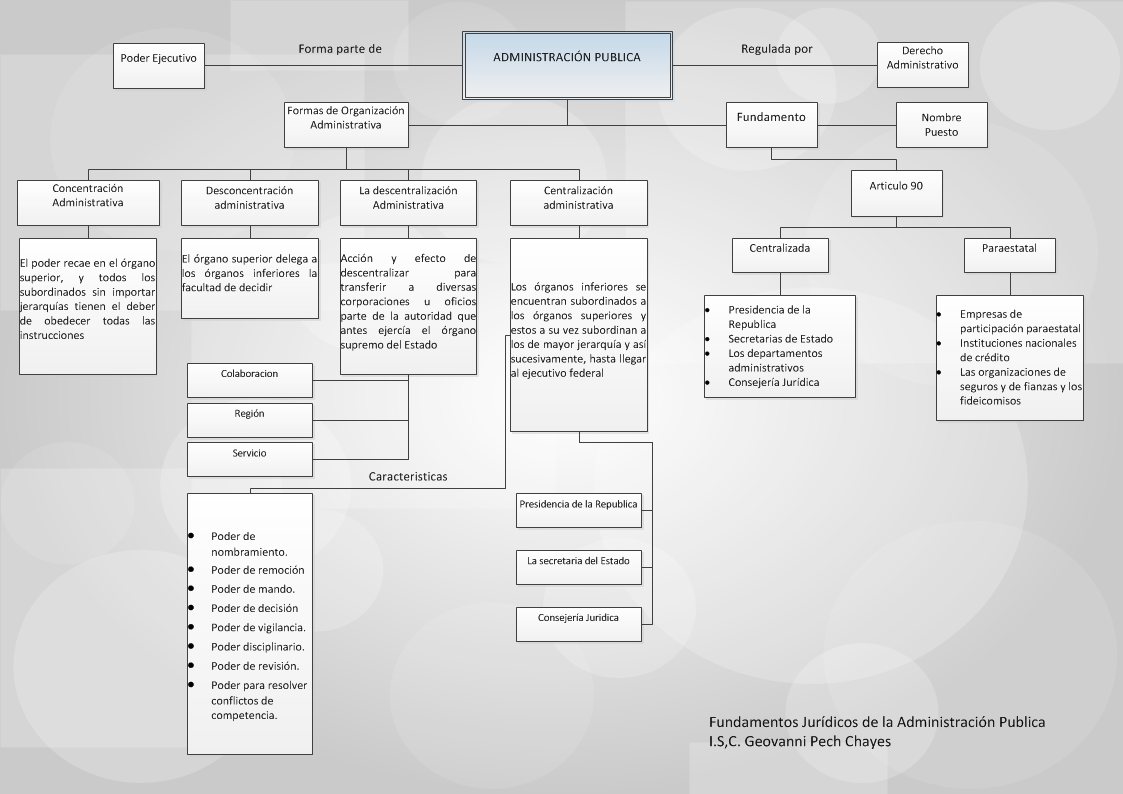 Forma parte de
ADMINISTRACIÓN PUBLICA
Regulada por
Poder Ejecutivo
Derecho
Administrativo
Formas de Organización
Administrativa
Fundamento
Nombre
Puesto
Articulo 90
Concentración
Administrativa
Desconcentración
administrativa
La descentralización
Administrativa
Centralización
administrativa
Centralizada
Paraestatal
El poder recae en el órgano
superior, y todos los
subordinados sin importar
jerarquías tienen el deber
de obedecer todas las
instrucciones
El órgano superior delega a
los órganos inferiores la
facultad de decidir
Acción y efecto de
descentralizar para
transferir a diversas
corporaciones u oficios
parte de la autoridad que
antes ejercía el órgano
supremo del Estado
Los órganos inferiores se
encuentran subordinados a
los órganos superiores y
estos a su vez subordinan a
los de mayor jerarquía y así
sucesivamente, hasta llegar
al ejecutivo federal
• Presidencia de la
Republica
• Secretarias de Estado
• Los departamentos
administrativos
• Consejería Jurídica
• Empresas de
participación paraestatal
• Instituciones nacionales
de crédito
• Las organizaciones de
seguros y de fianzas y los
fideicomisos
Colaboracion
Región
Servicio
Caracteristicas
• Poder de
nombramiento.
• Poder de remoción
• Poder de mando.
• Poder de decisión
• Poder de vigilancia.
• Poder disciplinario.
• Poder de revisión.
• Poder para resolver
conflictos de
competencia.
Presidencia de la Republica
La secretaria del Estado
Consejería Juridica
Fundamentos Jurídicos de la Administración Publica
I.S,C. Geovanni Pech Chayes